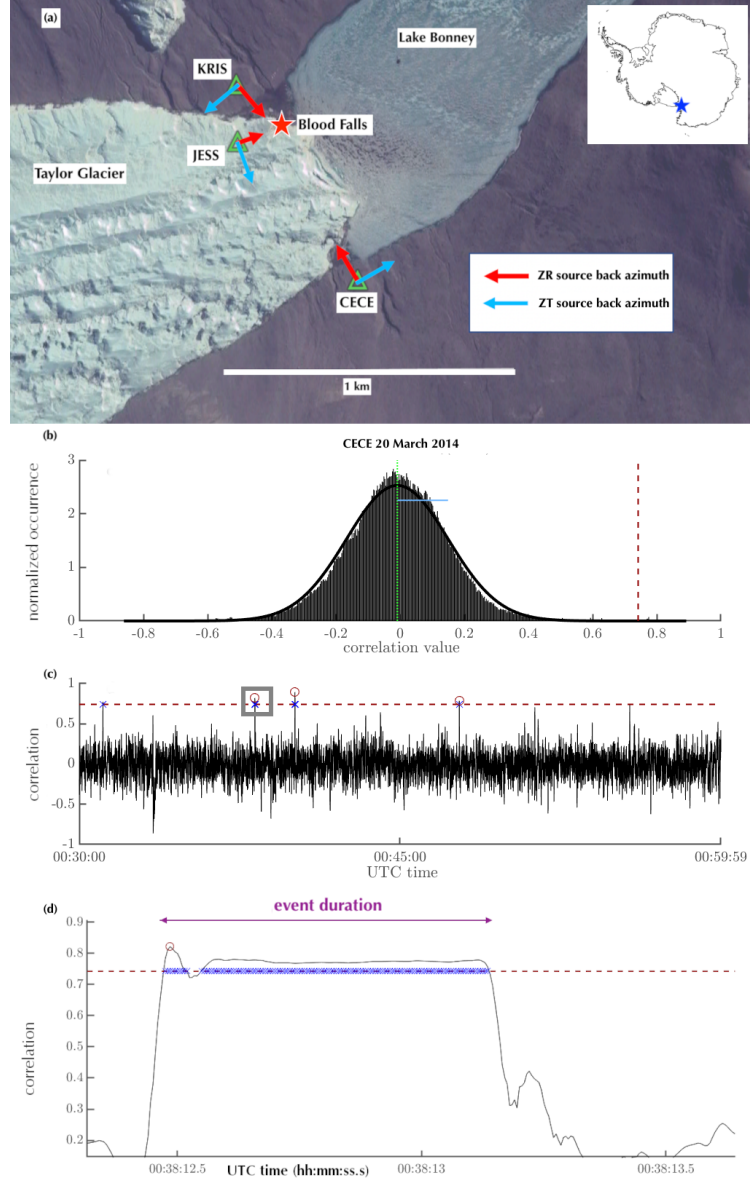 (a)
Lake Bonney
KRIS
Blood Falls
JESS
Taylor Glacier
ZR source back azimuth
ZT source back azimuth
CECE
1 km
(b)
CECE 20 March 2014
normalized occurrence
3
2
1
0
-1 -0.8 -0.6 -0.4 -0.2 0 0.2 0.4 0.6 0.8 1
correlation value
(c)
correlation
1
0.5
0
-0.5
-1
00:30:00 00:45:00 00:59:59
UTC time
(d)
event duration
correlation
0.9
0.8
0.7
0.6
0.5
0.4
0.3
0.2
00:38:12.5 00:38:13 00:38:13.5
UTC time (hh:mm:ss.s)